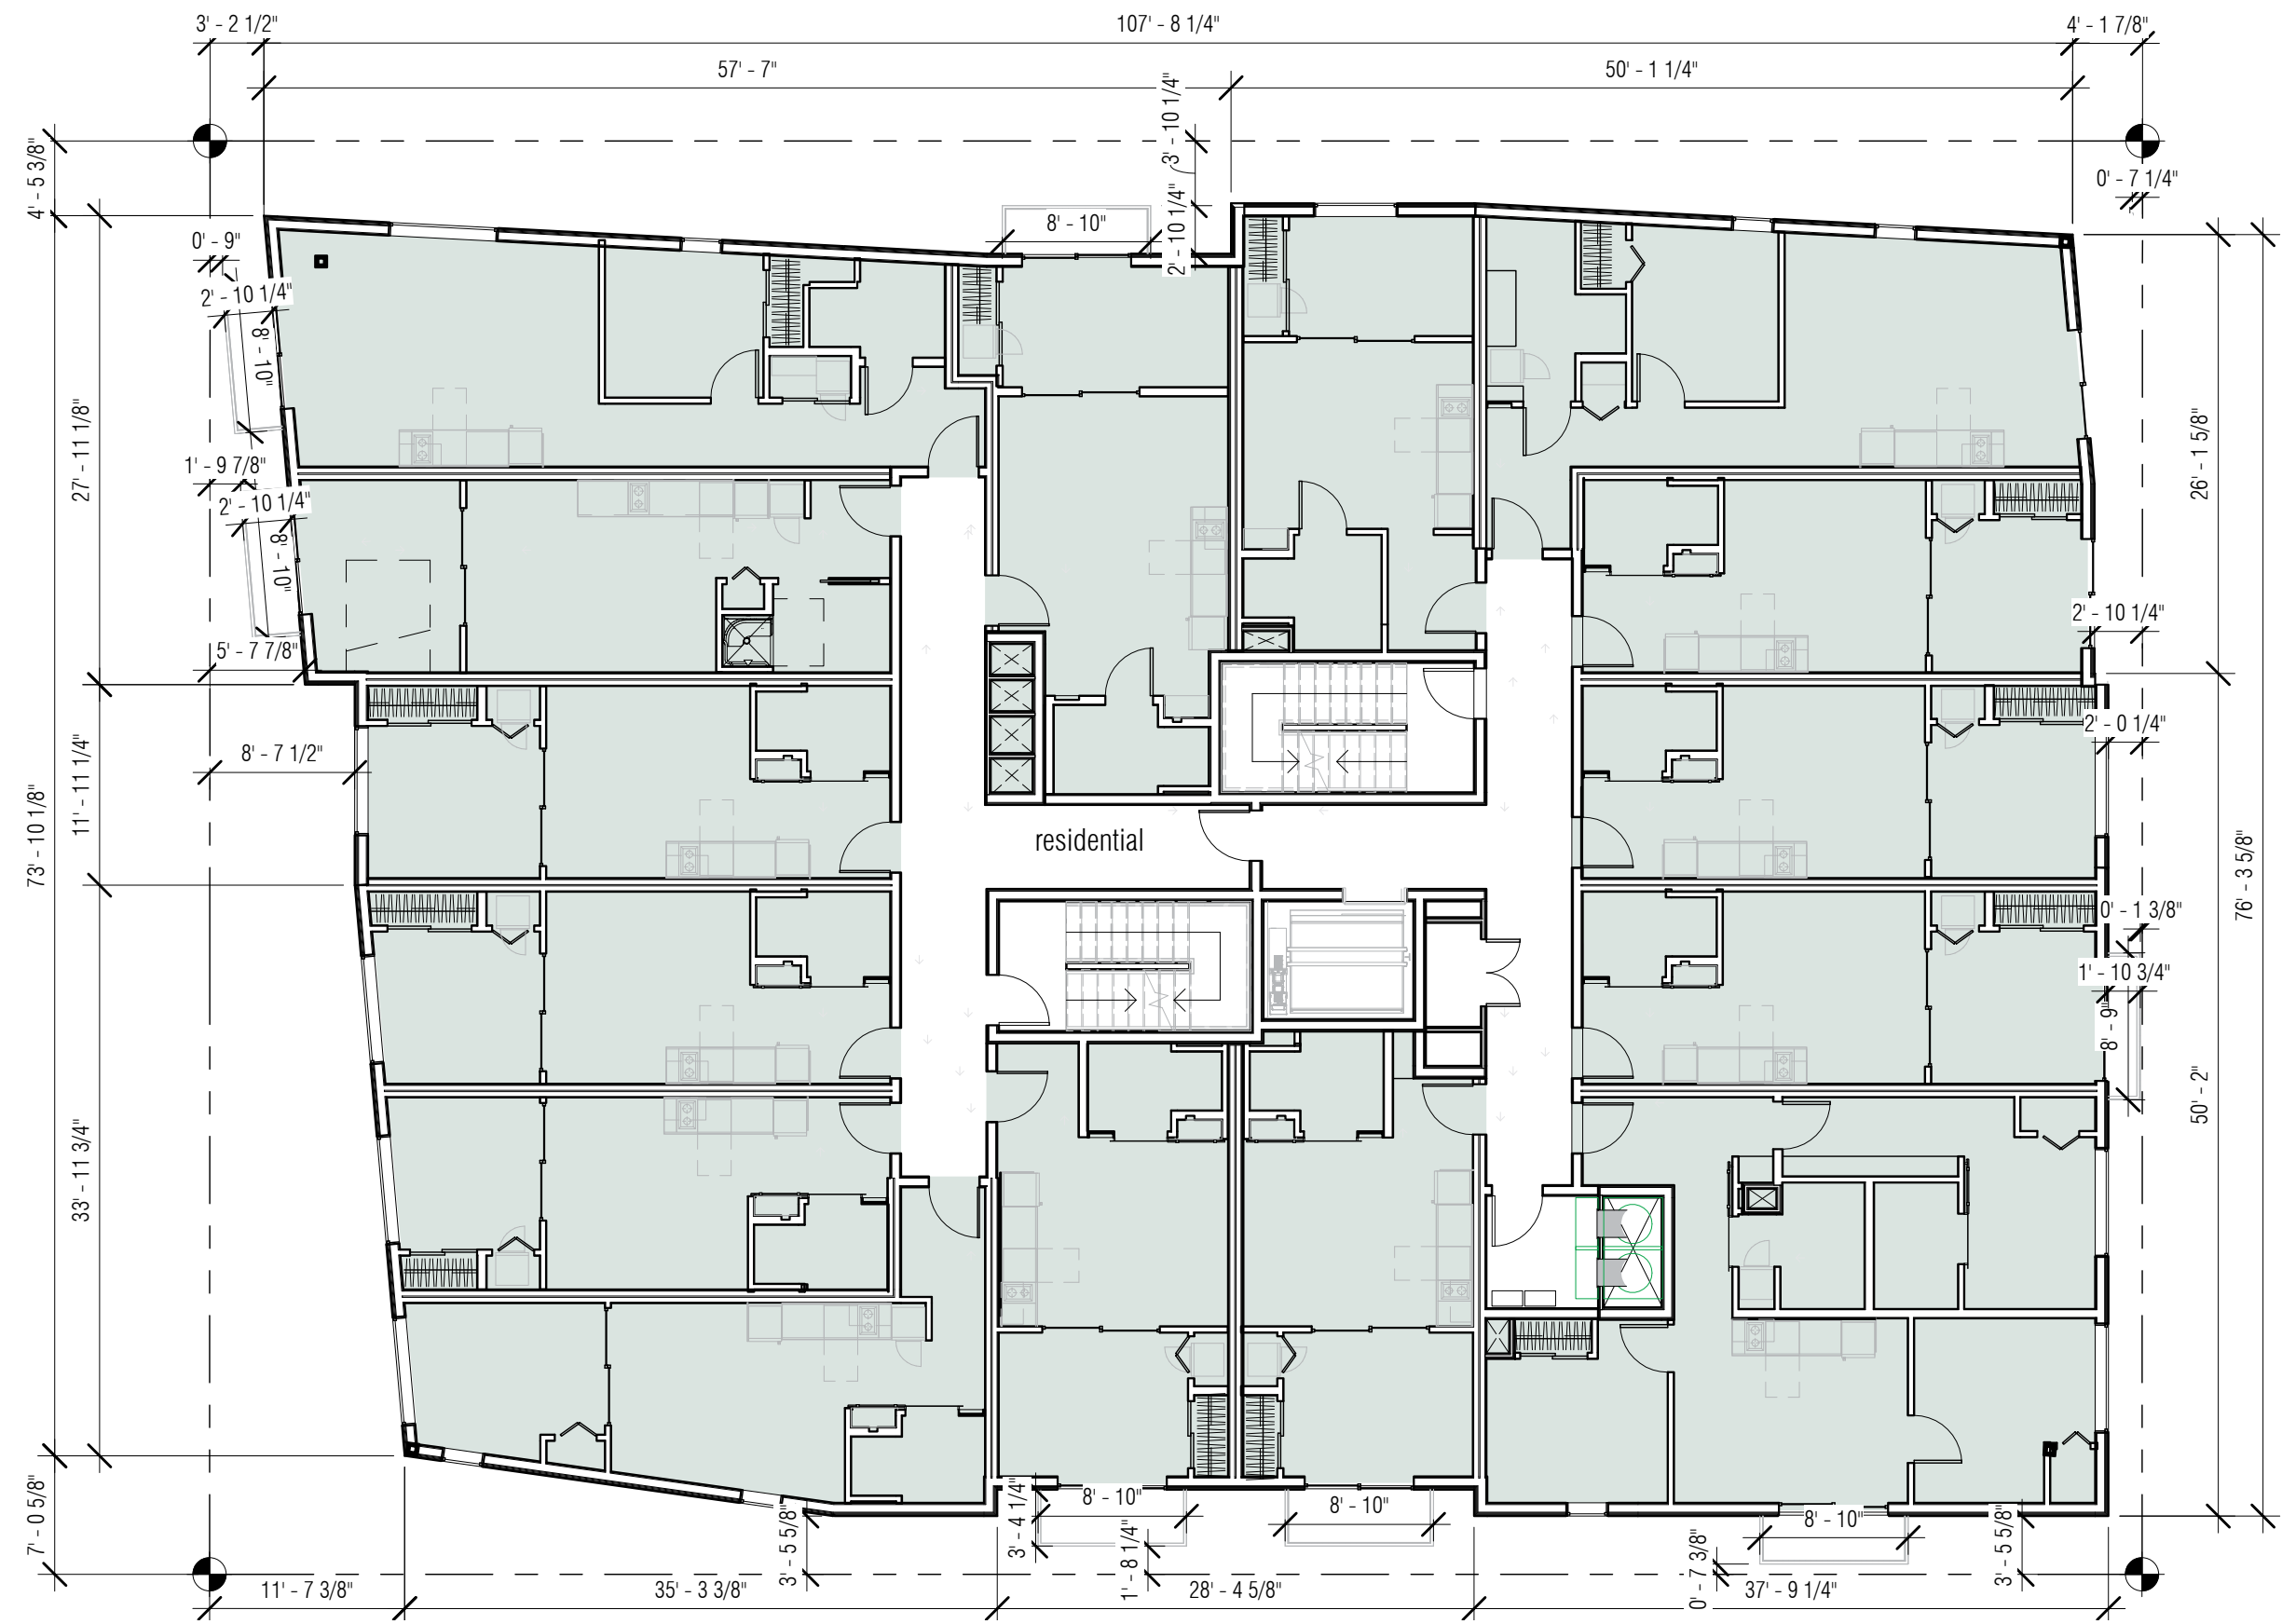 3' - 2 1/2"
107' - 8 1/4"
4' - 1 7/8"
57' - 7"
50' - 1 1/4"
3' - 10 1/4"
4' - 5 3/8"
0' - 7 1/4"
2' - 10 1/4"
8' - 10"
0' - 9"
2' - 10 1/4"
8' - 10"
27' - 11 1/8"
26' - 1 5/8"
1' - 9 7/8"
2' - 10 1/4"
8' - 10"
2' - 10 1/4"
5' - 7 7/8"
2' - 0 1/4"
8' - 7 1/2"
11' - 11 1/4"
73' - 10 1/8"
residential
76' - 3 5/8"
0' - 1 3/8"
1' - 10 3/4"
8' - 9"
50' - 2"
33' - 11 3/4"
8' - 10"
8' - 10"
8' - 10"
3' - 4 1/4"
7' - 0 5/8"
3' - 5 5/8"
1' - 8 1/4"
0' - 7 3/8"
3' - 5 5/8"
11' - 7 3/8"
35' - 3 3/8"
28' - 4 5/8"
37' - 9 1/4"